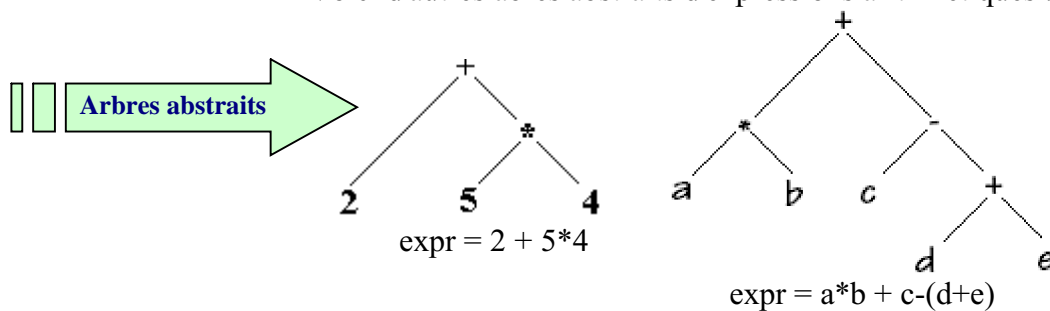 Arbres abstraits
+
*
2
5
4
expr = 2 + 5*4
+
*
-
a
b
c
+
d
e
expr = a*b + c-(d+e)